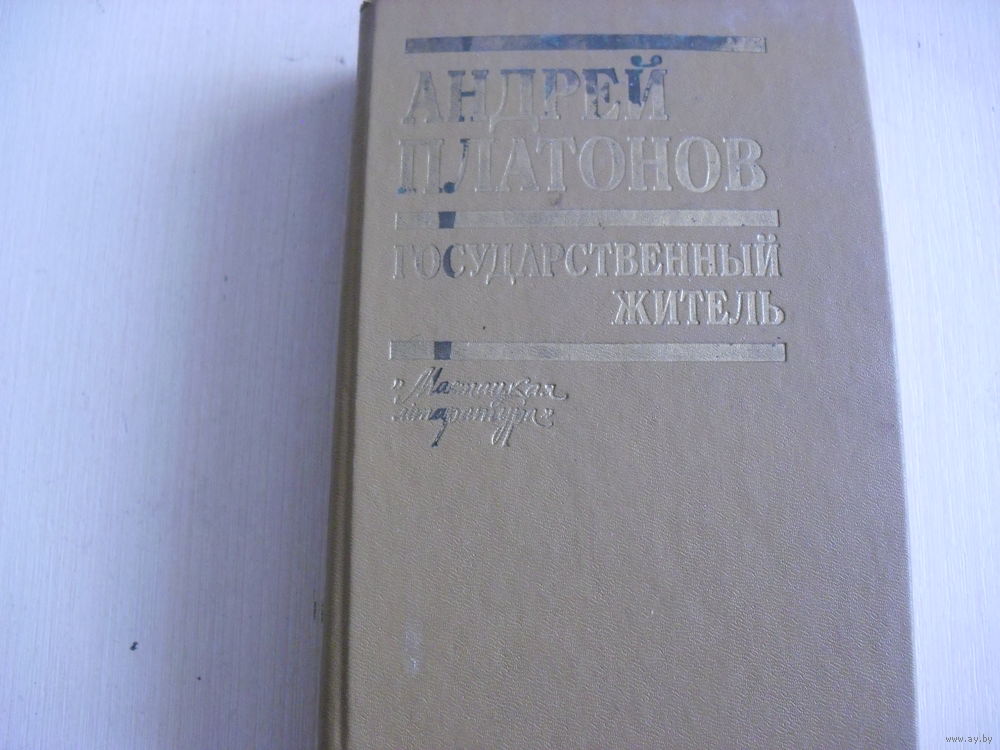 АНДРЕЙ
ПЛАТОНОВ
ГОСУДАРСТВЕННЫЙ
ЖИТЕЛЬ
"Мастацкая
літаратура"
www.ay.by